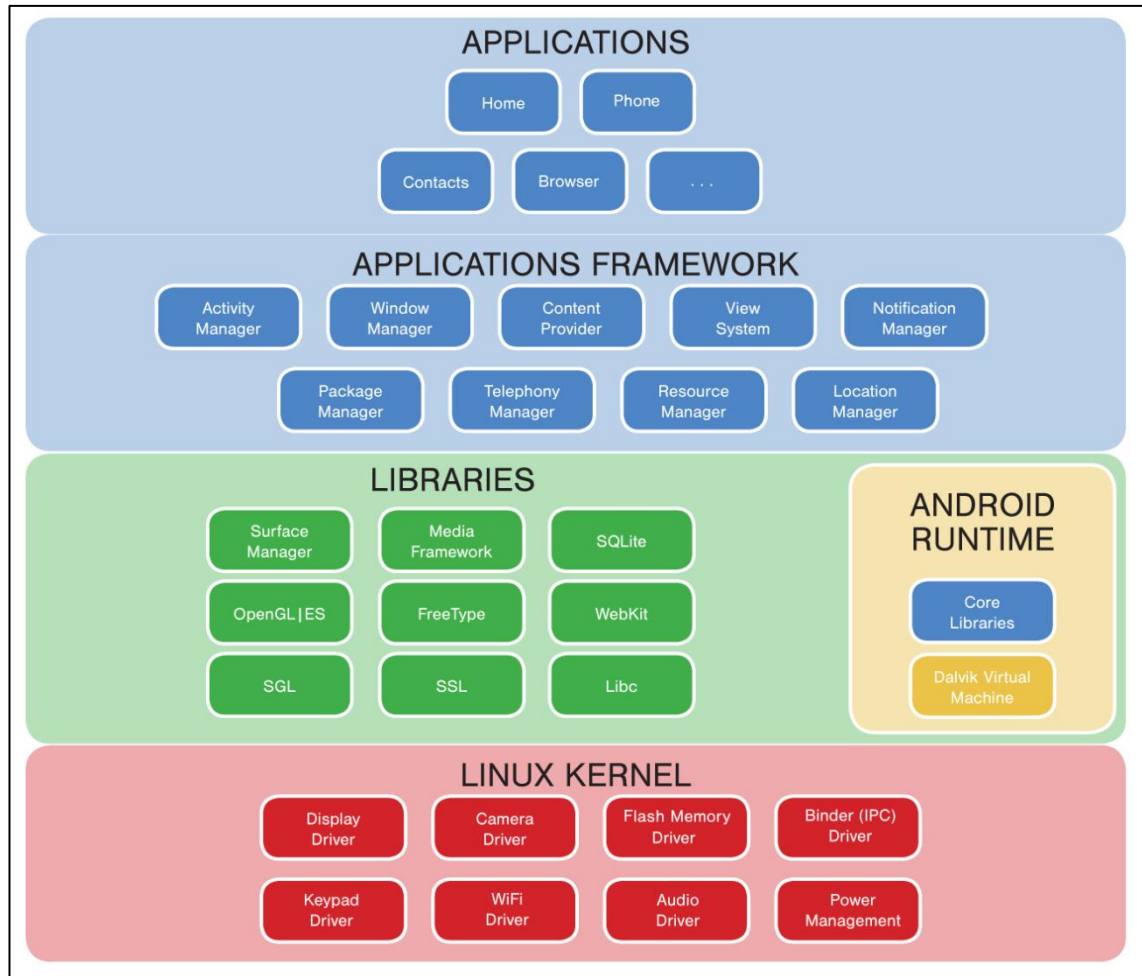 APPLICATIONS
Home
Phone
Contacts
Browser
...
APPLICATIONS FRAMEWORK
Activity
Manager
Window
Manager
Content
Provider
View
System
Notification
Manager
Package
Manager
Telephony
Manager
Resource
Manager
Location
Manager
LIBRARIES
Surface
Manager
Media
Framework
SQLite
OpenGL|ES
FreeType
WebKit
SGL
SSL
Libc
ANDROID
RUNTIME
Core
Libraries
Dalvik Virtual
Machine
LINUX KERNEL
Display
Driver
Camera
Driver
Flash Memory
Driver
Binder (IPC)
Driver
Keypad
Driver
WiFi
Driver
Audio
Driver
Power
Management